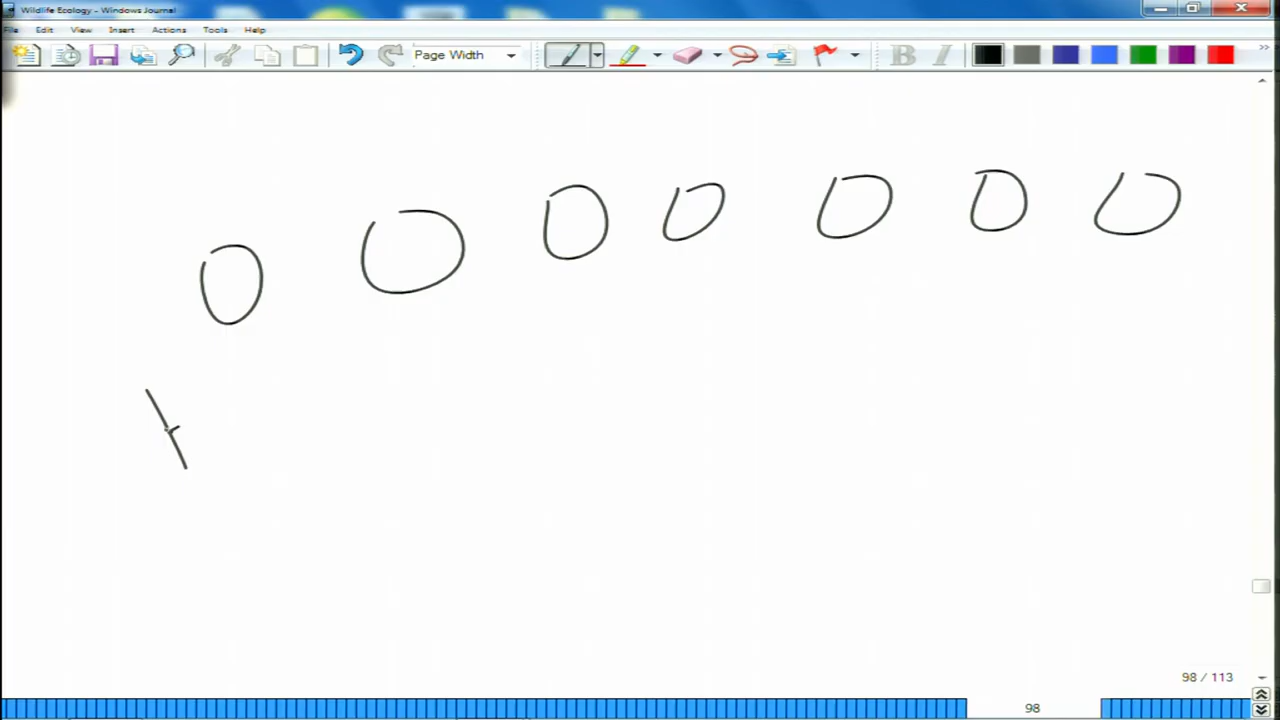 Wildlife Ecology - Windows Journal
File Edit View Insert Actions Tools Help
Page Width B I
98 / 113
98